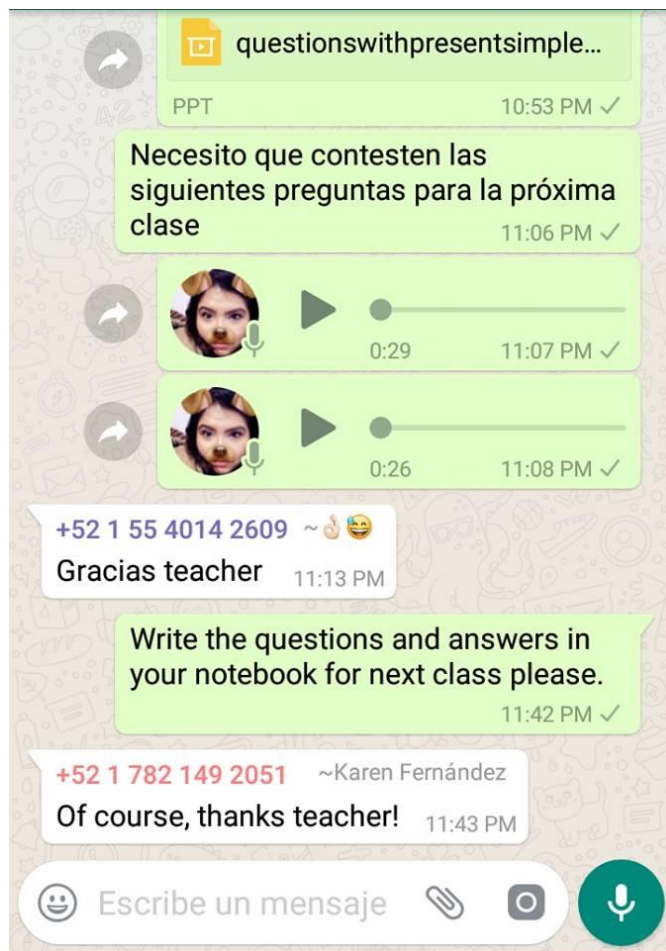 questionswithpresentsimple...
PPT 10:53 PM
Necesito que contesten las
siguientes preguntas para la próxima
clase 11:06 PM
0:29 11:07 PM
0:26 11:08 PM
+52 1 55 4014 2609 ~👌🏻😅
Gracias teacher 11:13 PM
Write the questions and answers in
your notebook for next class please.
11:42 PM
+52 1 782 149 2051 ~Karen Fernández
Of course, thanks teacher! 11:43 PM
Escribe un mensaje